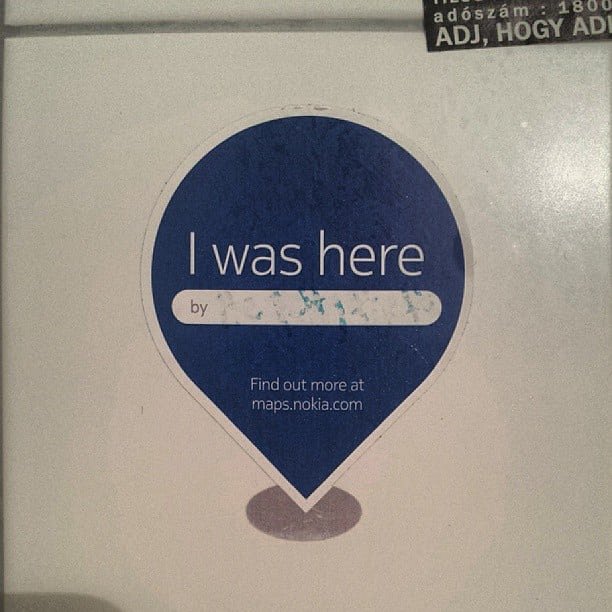 adószám : 1800
ADJ, HOGY AD
I was here
by
Find out more at
maps.nokia.com